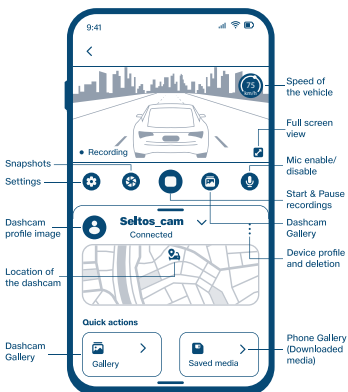 9:41
75
km/h
Speed of
the vehicle
Full screen
view
Recording
Snapshots
Settings
Mic enable/
disable
Start & Pause
recordings
Dashcam
profile image
Seltos_cam
Connected
Dashcam
Gallery
Device profile
and deletion
Location of
the dashcam
Quick actions
Dashcam
Gallery
Gallery
Saved media
Phone Gallery
(Downloaded
media)